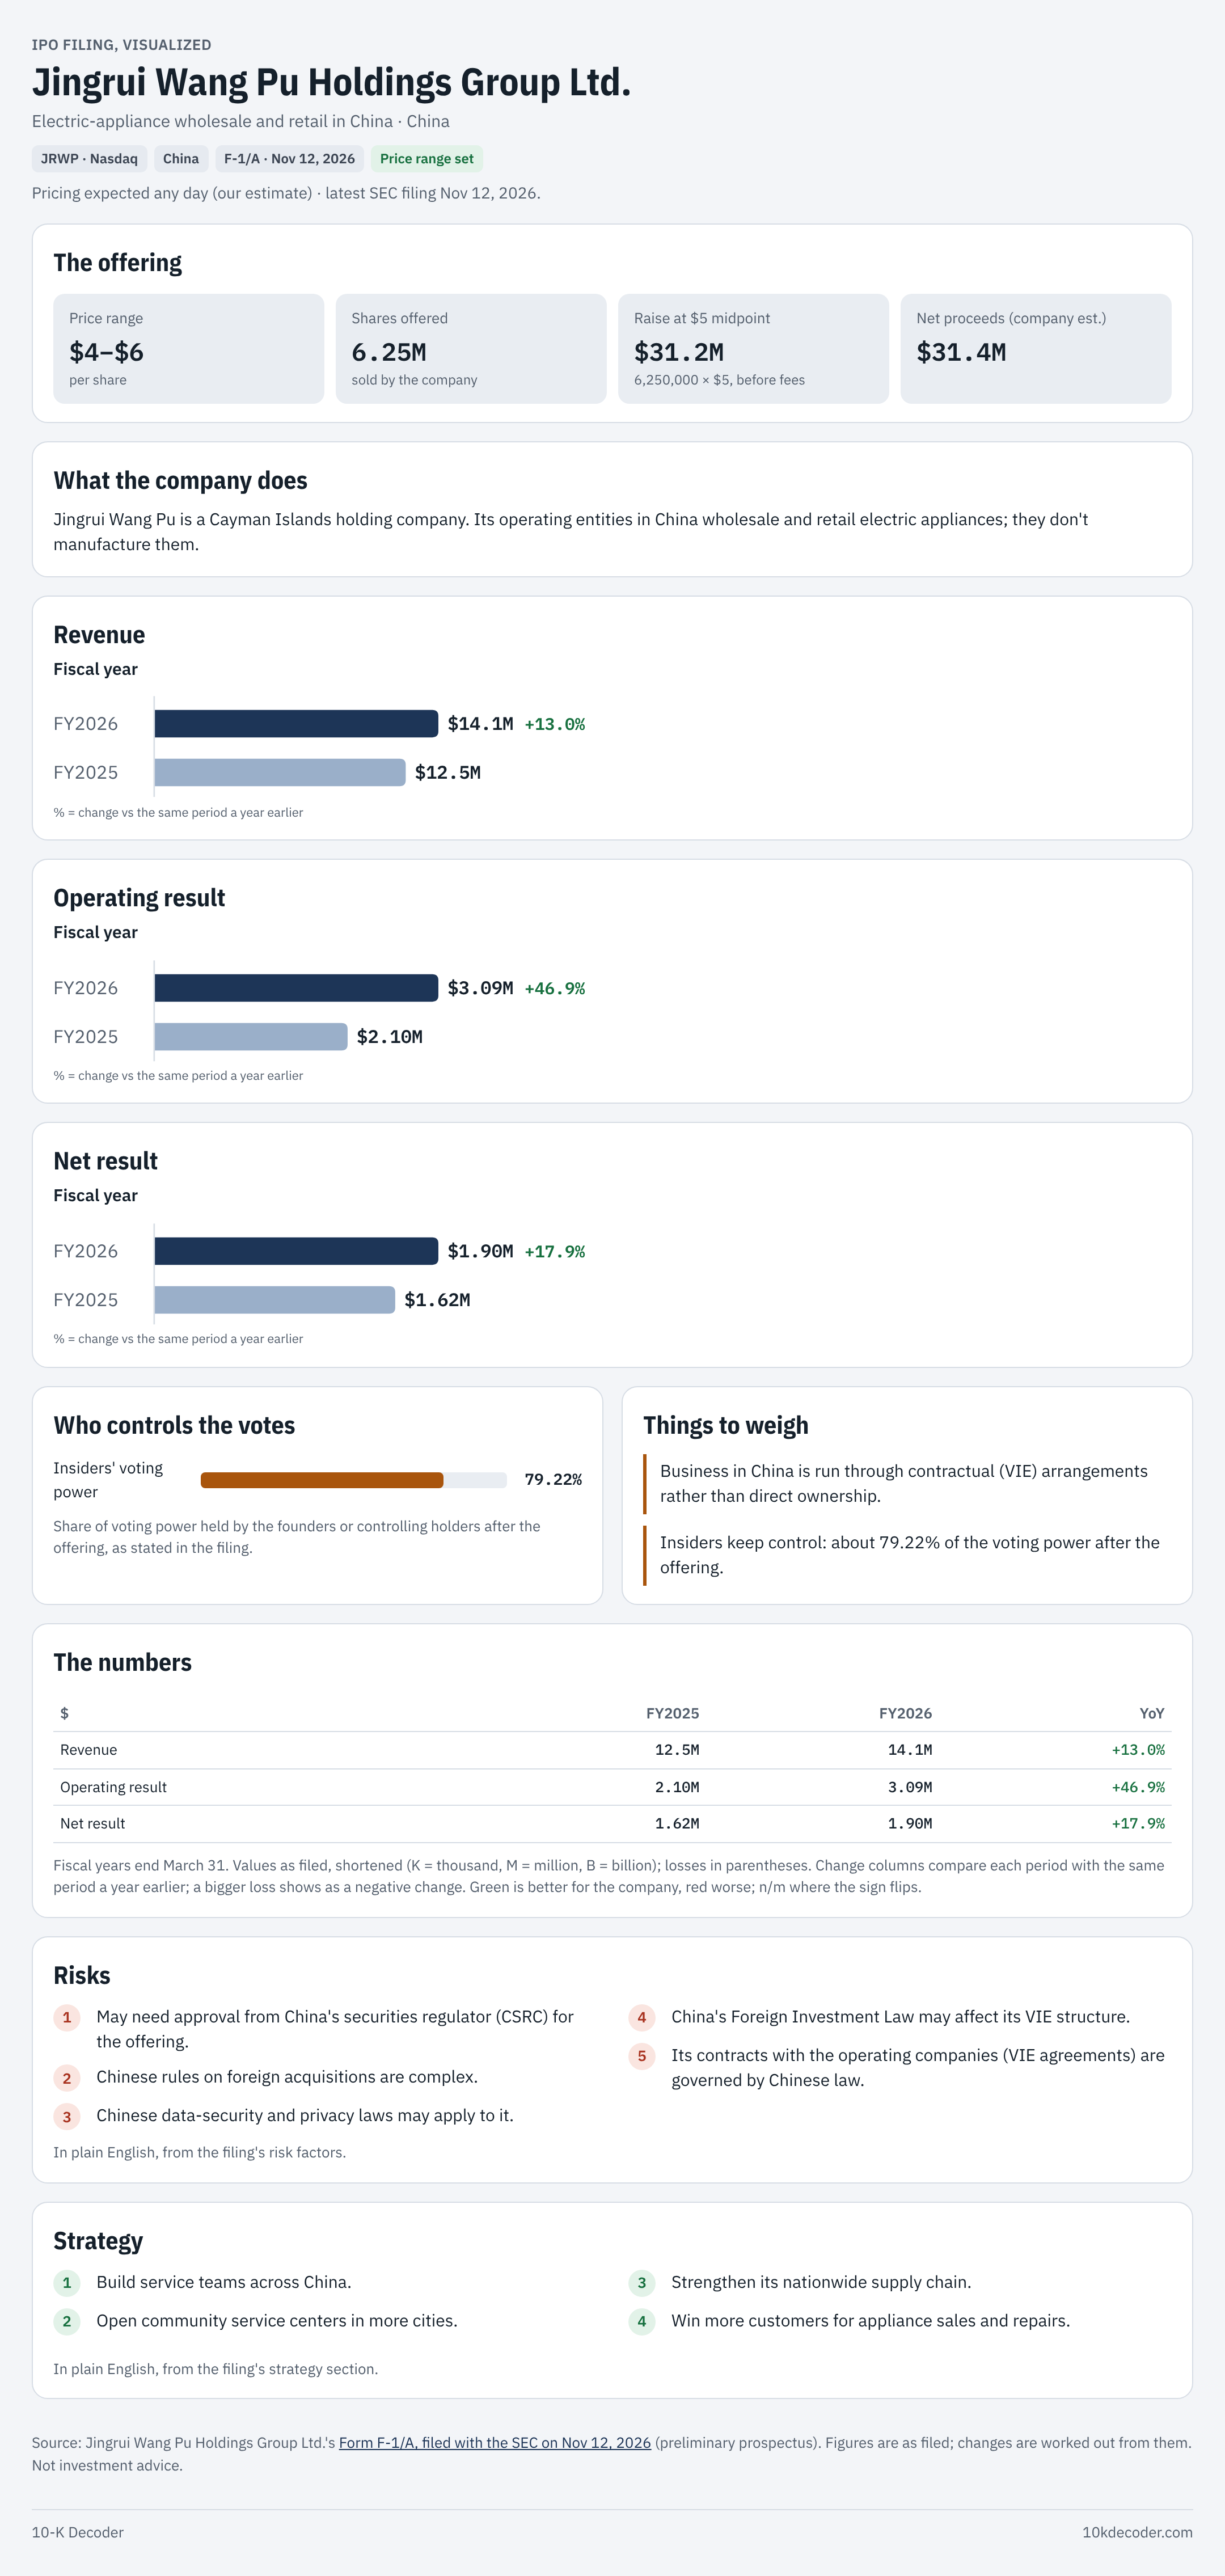 IPO FILING, VISUALIZED
Jingrui Wang Pu Holdings Group Ltd.
Electric-appliance wholesale and retail in China · China
JRWP · Nasdaq
China
F-1/A · Nov 12, 2026
Price range set
Pricing expected any day (our estimate) · latest SEC filing Nov 12, 2026.
The offering
Price range
$4–$6
per share
Shares offered
6.25M
sold by the company
Raise at $5 midpoint
$31.2M
6,250,000 × $5, before fees
Net proceeds (company est.)
$31.4M
What the company does
Jingrui Wang Pu is a Cayman Islands holding company. Its operating entities in China wholesale and retail electric appliances; they don't
manufacture them.
Revenue
Fiscal year
FY2026 $14.1M +13.0%
FY2025 $12.5M
% = change vs the same period a year earlier
Operating result
Fiscal year
FY2026 $3.09M +46.9%
FY2025 $2.10M
% = change vs the same period a year earlier
Net result
Fiscal year
FY2026 $1.90M +17.9%
FY2025 $1.62M
% = change vs the same period a year earlier
Who controls the votes
Insiders' voting
power
79.22%
Share of voting power held by the founders or controlling holders after the
offering, as stated in the filing.
Things to weigh
Business in China is run through contractual (VIE) arrangements
rather than direct ownership.
Insiders keep control: about 79.22% of the voting power after the
offering.
The numbers
$ FY2025 FY2026 YoY
Revenue 12.5M 14.1M +13.0%
Operating result 2.10M 3.09M +46.9%
Net result 1.62M 1.90M +17.9%
Fiscal years end March 31. Values as filed, shortened (K = thousand, M = million, B = billion); losses in parentheses. Change columns compare each period with the same
period a year earlier; a bigger loss shows as a negative change. Green is better for the company, red worse; n/m where the sign flips.
Risks
1 May need approval from China's securities regulator (CSRC) for
the offering.
2 Chinese rules on foreign acquisitions are complex.
3 Chinese data-security and privacy laws may apply to it.
4 China's Foreign Investment Law may affect its VIE structure.
5 Its contracts with the operating companies (VIE agreements) are
governed by Chinese law.
In plain English, from the filing's risk factors.
Strategy
1 Build service teams across China.
2 Open community service centers in more cities.
3 Strengthen its nationwide supply chain.
4 Win more customers for appliance sales and repairs.
In plain English, from the filing's strategy section.
Source: Jingrui Wang Pu Holdings Group Ltd.'s Form F-1/A, filed with the SEC on Nov 12, 2026 (preliminary prospectus). Figures are as filed; changes are worked out from them.
Not investment advice.
10-K Decoder
10kdecoder.com